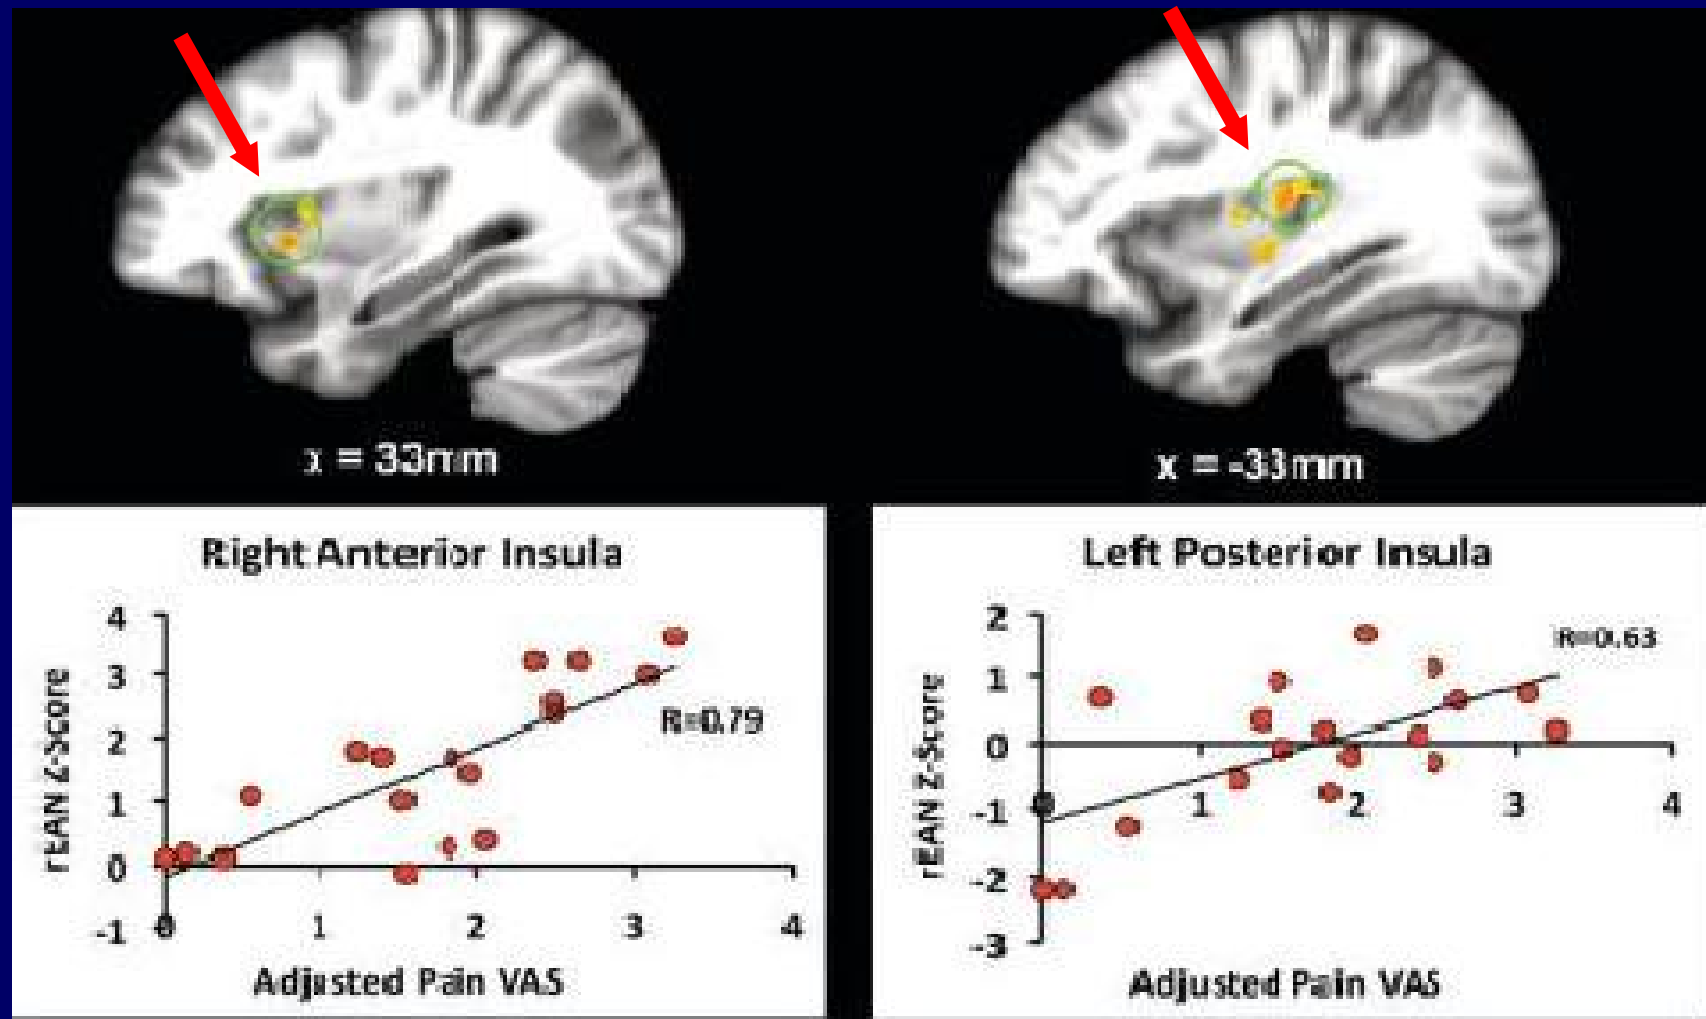 x = 33mm
x = -33mm
Right Anterior Insula
4
3
2
1
0
-1
rEAN Z-Score
R=0.79
0
1
2
3
4
Adjusted Pain VAS
Left Posterior Insula
2
1
0
-1
-2
-3
rEAN Z-Score
R=0.63
0
1
2
3
4
Adjusted Pain VAS